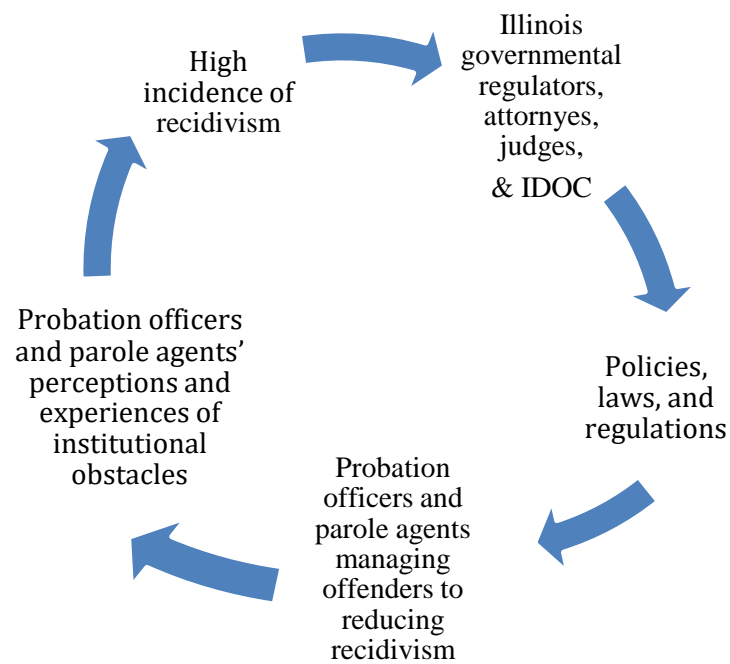 High
incidence of
recidivism
Illinois
governmental
regulators,
attornyes,
judges,
& IDOC
Policies,
laws, and
regulations
Probation
officers and
parole agents
managing
offenders to
reducing
recidivism
Probation officers
and parole agents’
perceptions and
experiences of
institutional
obstacles